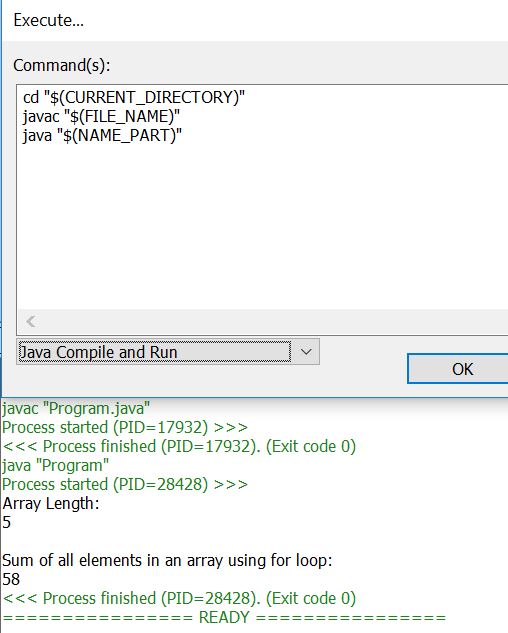 Execute...
Command(s):
cd "$(CURRENT_DIRECTORY)"
javac "$(FILE_NAME)"
java "$(NAME_PART)"
Java Compile and Run
OK
javac "Program.java"
Process started (PID=17932) >>>
<<< Process finished (PID=17932). (Exit code 0)
java "Program"
Process started (PID=28428) >>>
Array Length:
5
Sum of all elements in an array using for loop:
58
<<< Process finished (PID=28428). (Exit code 0)
================ READY ================